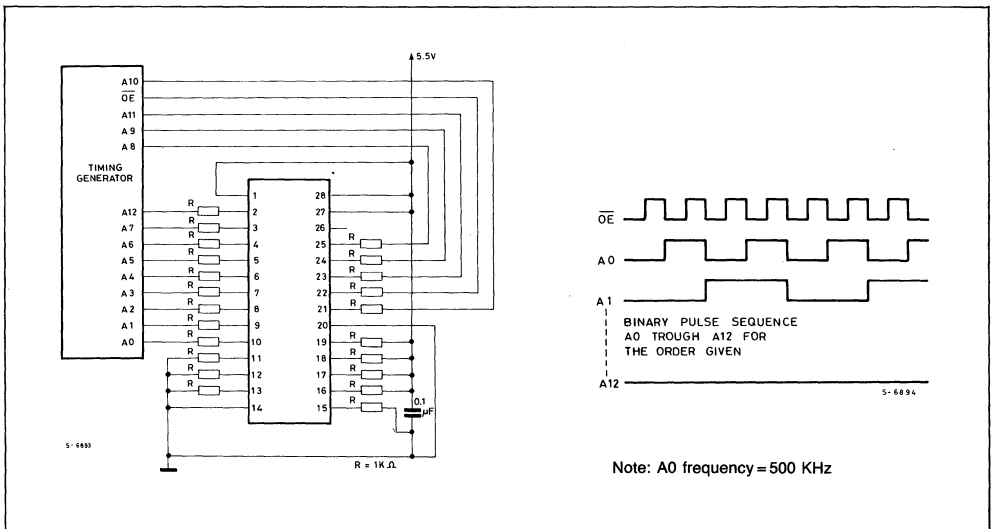 5.5V
A10
OE
A11
A9
A8
TIMING
GENERATOR
A12
A7
A6
A5
A4
A3
A2
A1
A0
R
R
R
R
R
R
R
R
R
R
R
R
1
2
3
4
5
6
7
8
9
10
11
12
13
14
28
27
26
25
24
23
22
21
20
19
18
17
16
15
R
R
R
R
R
R
R
R
R
R
0.1
µF
R = 1KΩ
S-6893
OE
A0
A1
BINARY PULSE SEQUENCE
A0 TROUGH A12 FOR
THE ORDER GIVEN
A12
S-6894
Note: A0 frequency = 500 KHz